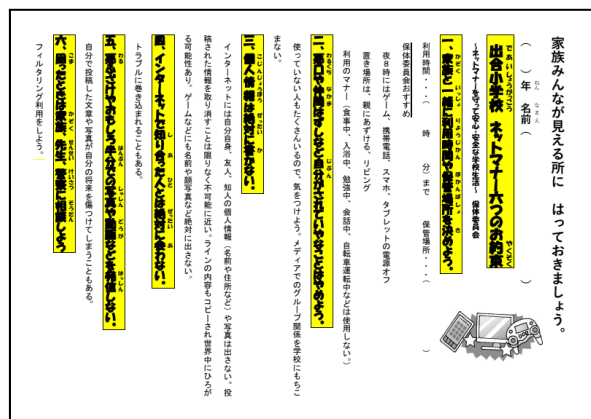 家族みんなが見える所に　はっておきましょう。
（　　）年　名前（　　　　　　　　）
出合小学校　ネットマナー六つのお約束
～ネットマナーを守って安心・安全な学校生活～　保体委員会
一、家族と一緒に利用時間や保管場所を決めよう。
利用時間・・・（　　　時　　　分）まで　　保管場所・・・（　　　　　　　　）
保体委員会おすすめ
夜８時にはゲーム、携帯電話、スマホ、タブレットの電源オフ
置き場所は、親にあずける、リビング
利用のマナー（食事中、入浴中、勉強中、会話中、自転車運転中などは使用しない。）
二、悪口や仲間はずしなど自分がされていやなことはやめよう。
使っていない人もたくさんいるので、気をつけよう。メディアでのグループ関係を学校にもちこ
まない。
三、個人情報は絶対に書かない。
インターネットには自分自身、友人、知人の個人情報（名前や住所など）や写真は出さない。投
稿された情報を取り消すことは限りなく不可能に近い。ラインの内容もコピーされ世界中にひろが
る可能性あり。ゲームなどにも名前や顔写真など絶対に出さない。
四、インターネットで知り合った人とは絶対に会わない。
トラブルに巻き込まれることもある。
五、悪ふざけやおもしろ半分での写真や動画などを発信しない。
自分で投稿した文章や写真が自分の将来を傷つけてしまうこともある。
六、困ったときは家族、先生、警察に相談しよう
フィルタリング利用をしよう。